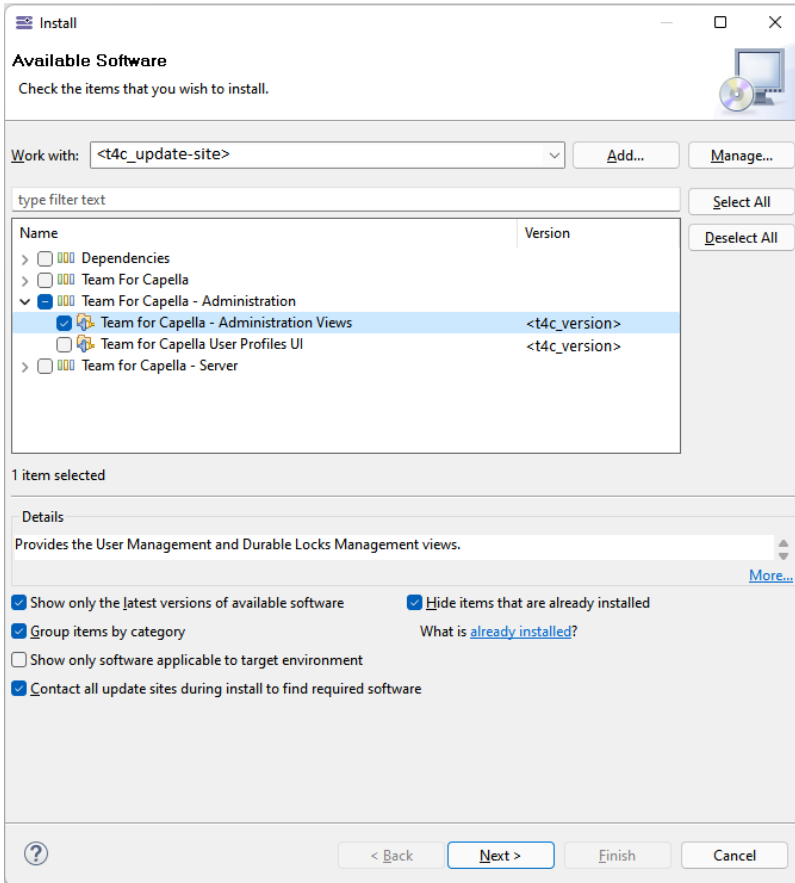 Install
Available Software
Check the items that you wish to install.
Work with: <t4c_update-site> Add... Manage...
type filter text Select All
Name Version Deselect All
Dependencies
Team For Capella
Team For Capella - Administration
Team for Capella - Administration Views <t4c_version>
Team for Capella User Profiles UI <t4c_version>
Team for Capella - Server
1 item selected
Details
Provides the User Management and Durable Locks Management views.
More...
Show only the latest versions of available software Hide items that are already installed
Group items by category What is already installed?
Show only software applicable to target environment
Contact all update sites during install to find required software
? < Back Next > Finish Cancel